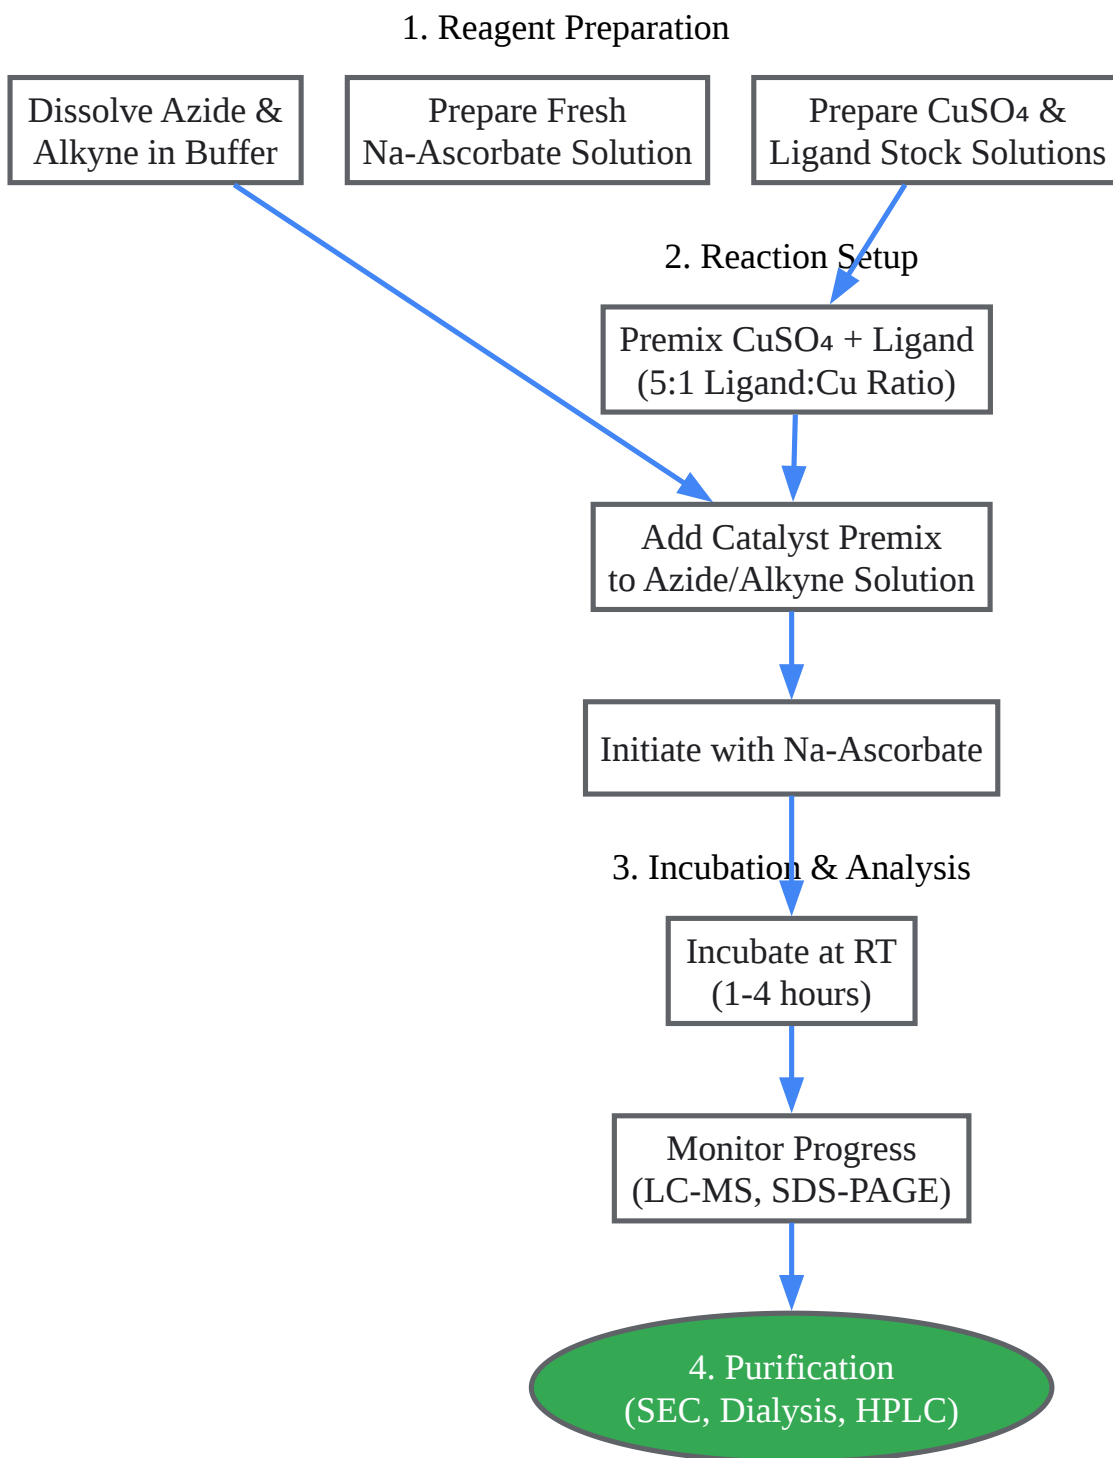 1. Reagent Preparation
Dissolve Azide &
Alkyne in Buffer
Prepare Fresh
Na-Ascorbate Solution
Prepare CuSO₄ &
Ligand Stock Solutions
2. Reaction Setup
Premix CuSO₄ + Ligand
(5:1 Ligand:Cu Ratio)
Add Catalyst Premix
to Azide/Alkyne Solution
Initiate with Na-Ascorbate
3. Incubation & Analysis
Incubate at RT
(1-4 hours)
Monitor Progress
(LC-MS, SDS-PAGE)
4. Purification
(SEC, Dialysis, HPLC)